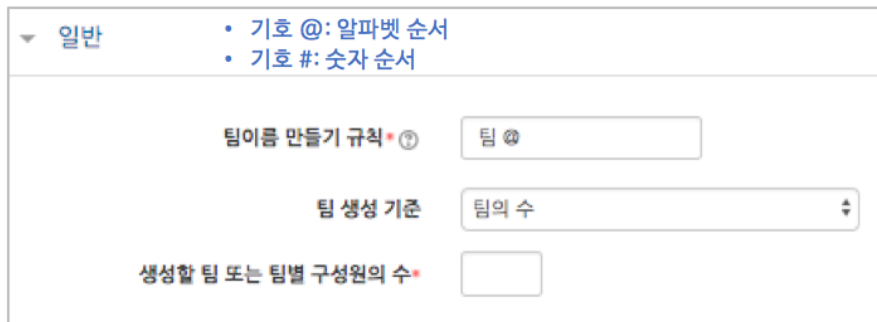 일반
• 기호 @: 알파벳 순서
• 기호 #: 숫자 순서
팀이름 만들기 규칙* ?
팀 @
팀 생성 기준
팀의 수
생성할 팀 또는 팀별 구성원의 수*